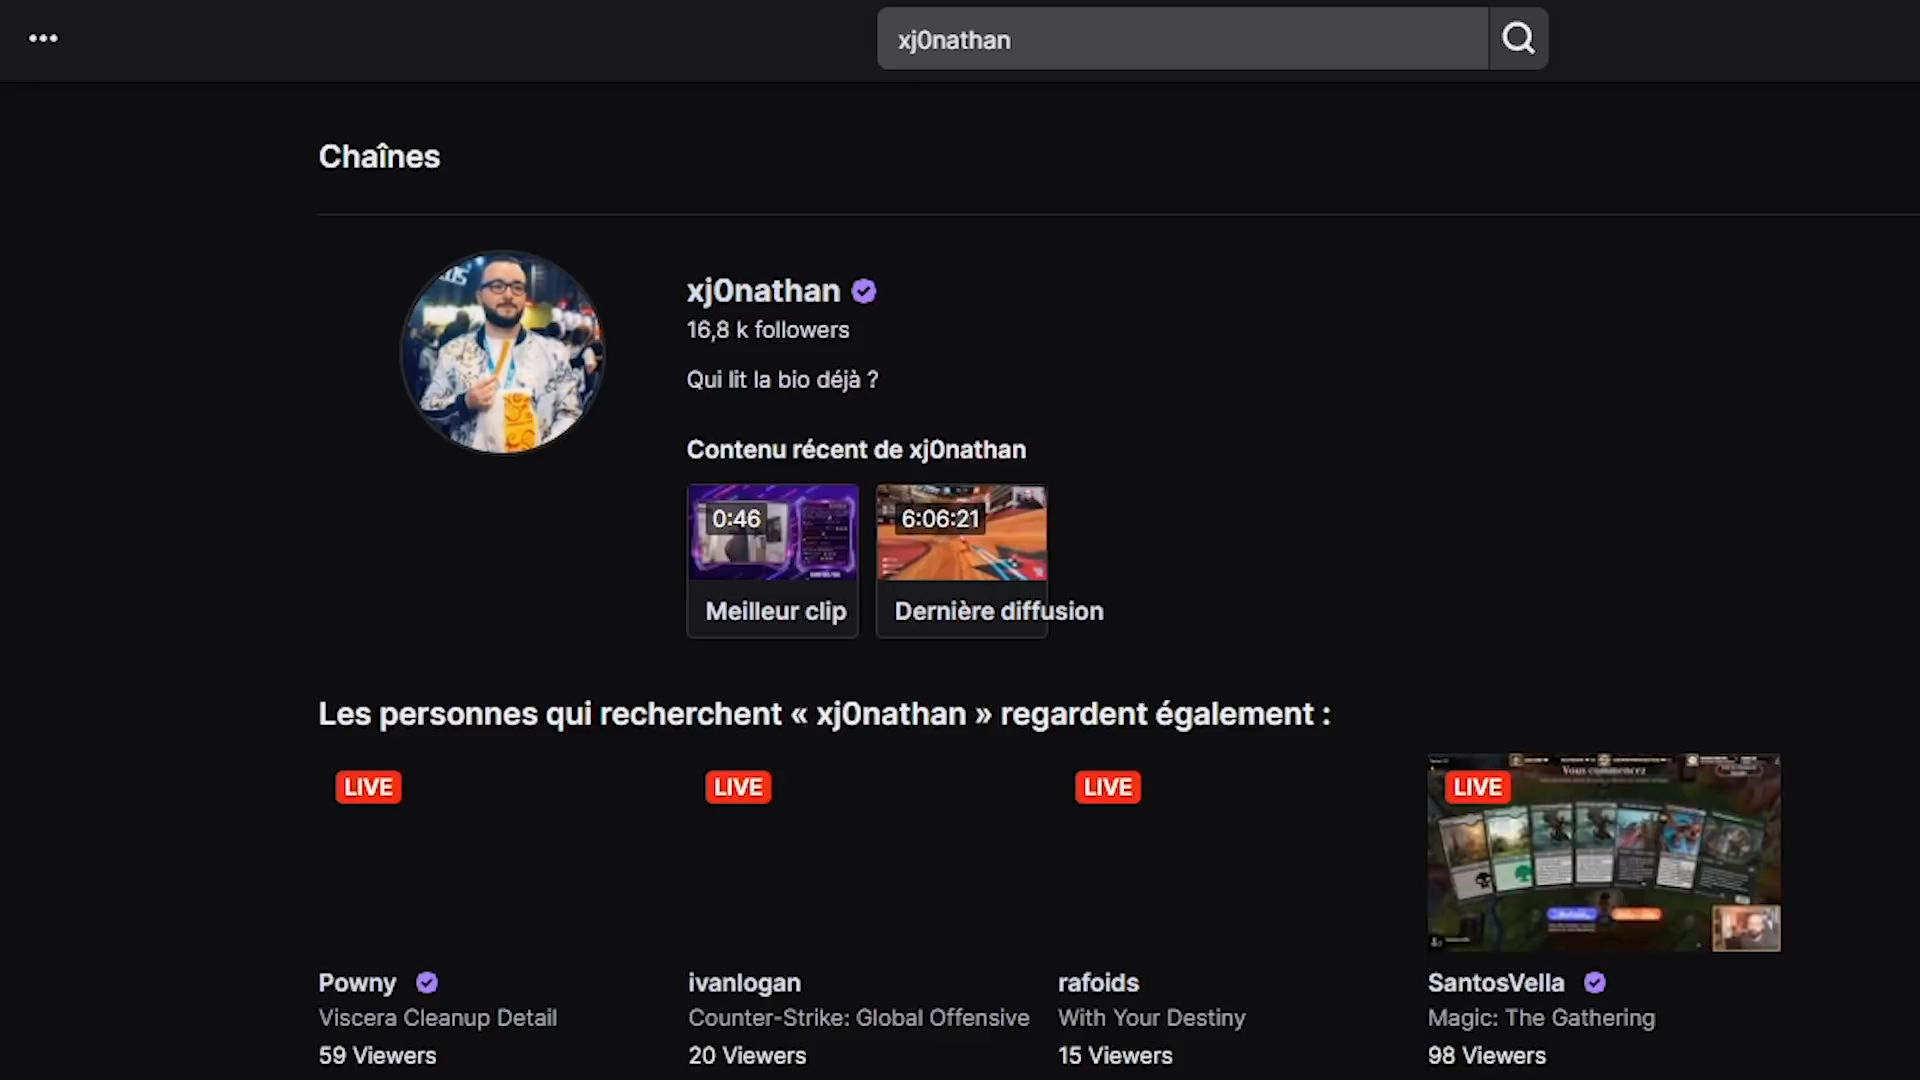 xj0nathan
Chaînes
xj0nathan
16,8 k followers
Qui lit la bio déjà ?
Contenu récent de xj0nathan
0:46
6:06:21
Meilleur clip
Dernière diffusion
Les personnes qui recherchent « xj0nathan » regardent également :
LIVE
LIVE
LIVE
LIVE
Vous commencez
Powny
Viscera Cleanup Detail
59 Viewers
ivanlogan
Counter-Strike: Global Offensive
20 Viewers
rafoids
With Your Destiny
15 Viewers
SantosVella
Magic: The Gathering
98 Viewers